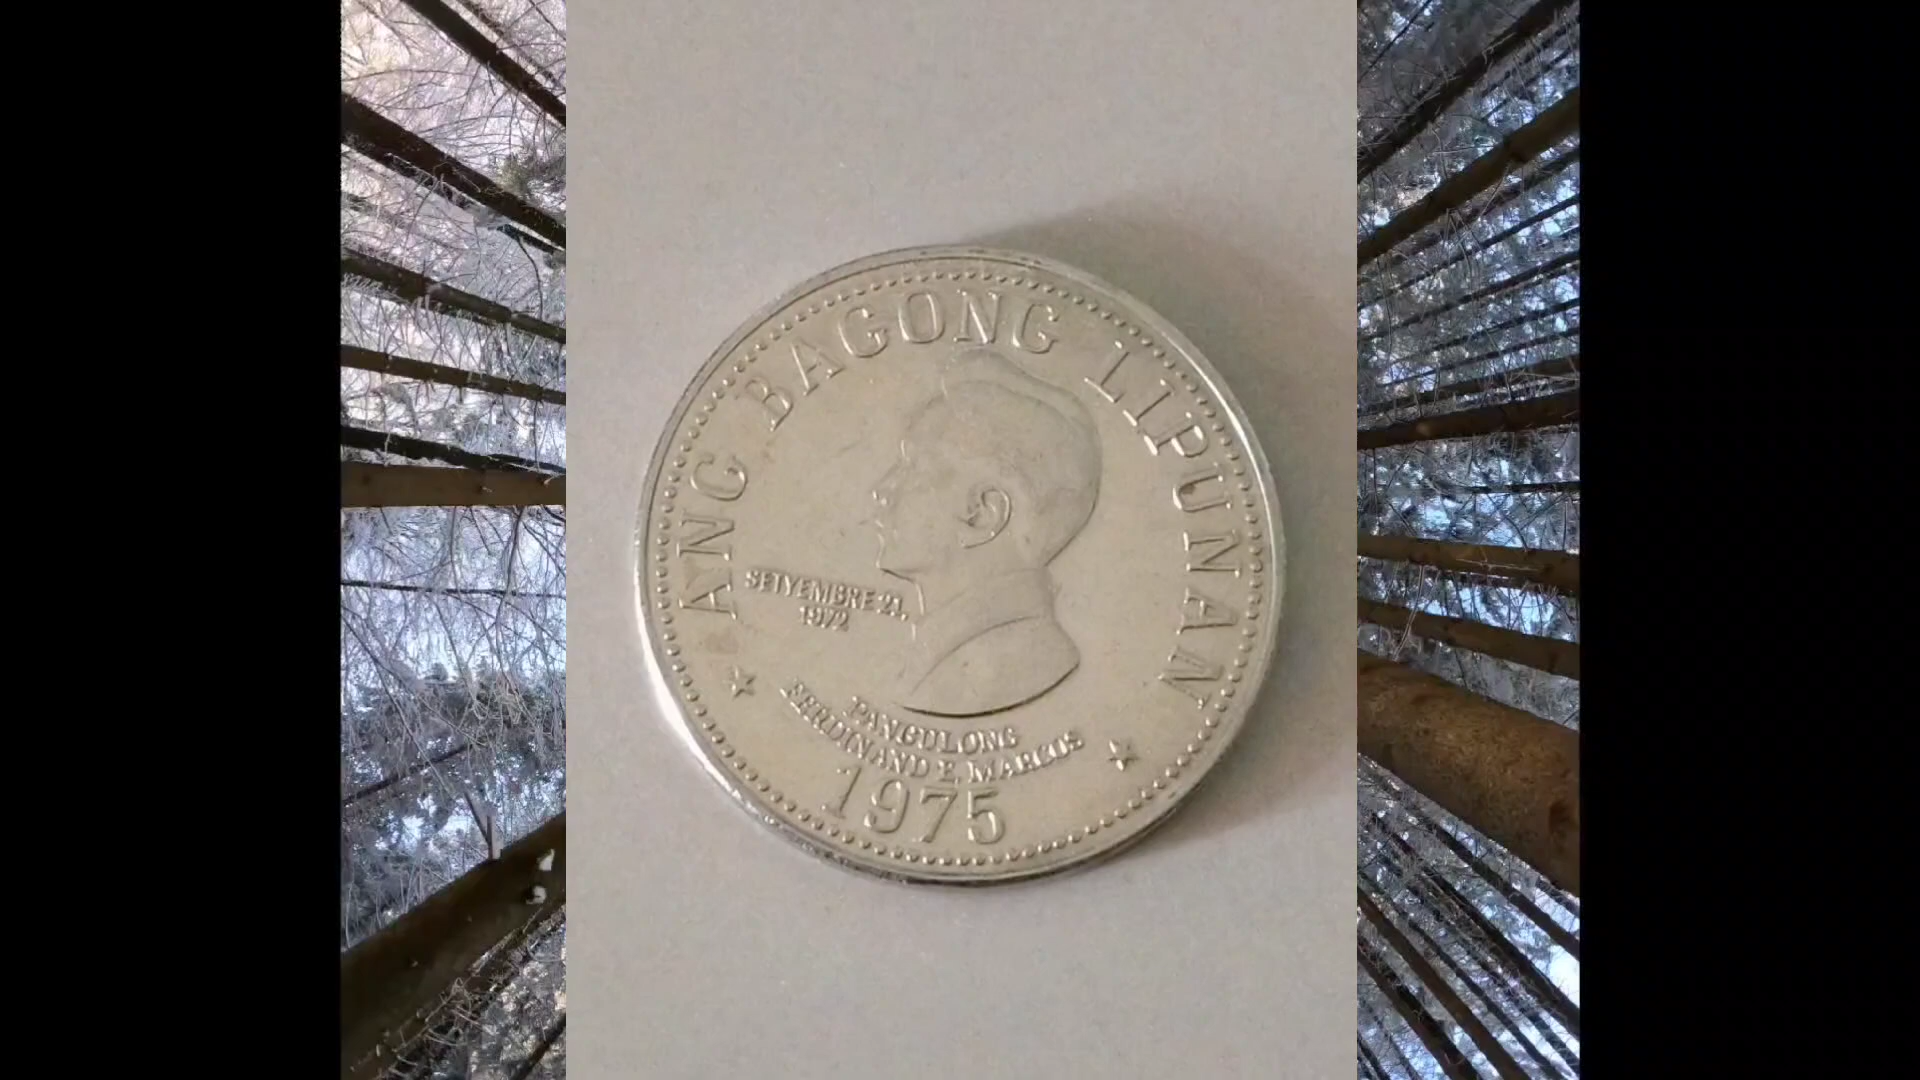 ANG BAGONG LIPUNAN
SETYEMBRE 21,
1972
PANGULONG
FERDINAND E. MARCOS
1975